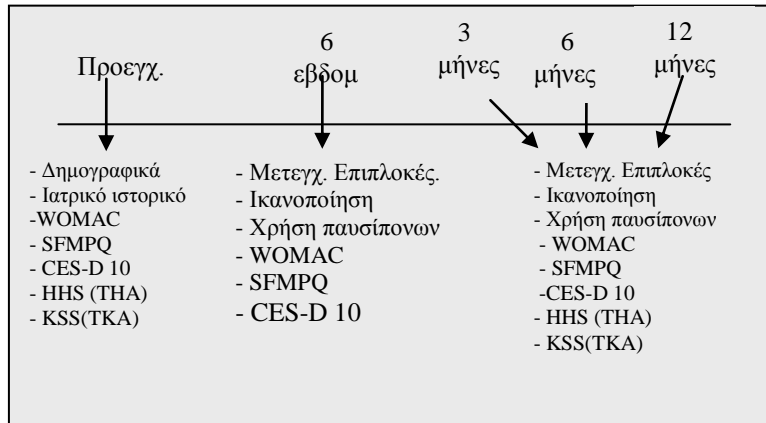 Προεγχ.
6
εβδομ
3
μήνες
6
μήνες
12
μήνες
- Δημογραφικά
- Ιατρικό ιστορικό
-WOMAC
- SFMPQ
- CES-D 10
- HHS (THA)
- KSS(TKA)
- Μετεγχ. Επιπλοκές.
- Ικανοποίηση
- Χρήση παυσίπονων
- WOMAC
- SFMPQ
- CES-D 10
- Μετεγχ. Επιπλοκές
- Ικανοποίηση
- Χρήση παυσίπονων
- WOMAC
- SFMPQ
-CES-D 10
- HHS (THA)
- KSS(TKA)